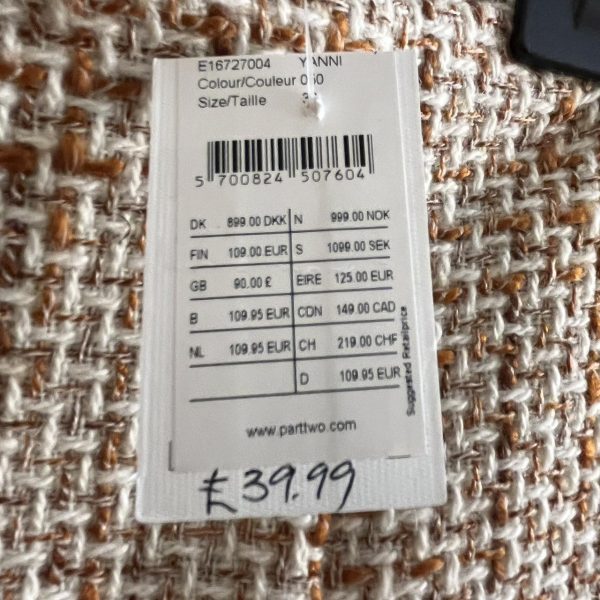 E16727004 YANNI
Colour/Couleur 050
Size/Taille
5 700824 507604
DK 899.00 DKK N 999.00 NOK
FIN 109.00 EUR S 1099.00 SEK
GB 90.00 £ EIRE 125.00 EUR
B 109.95 EUR CDN 149.00 CAD
NL 109.95 EUR CH 219.00 CHF
D 109.95 EUR
Suggested Retailprice
www.parttwo.com
£39.99